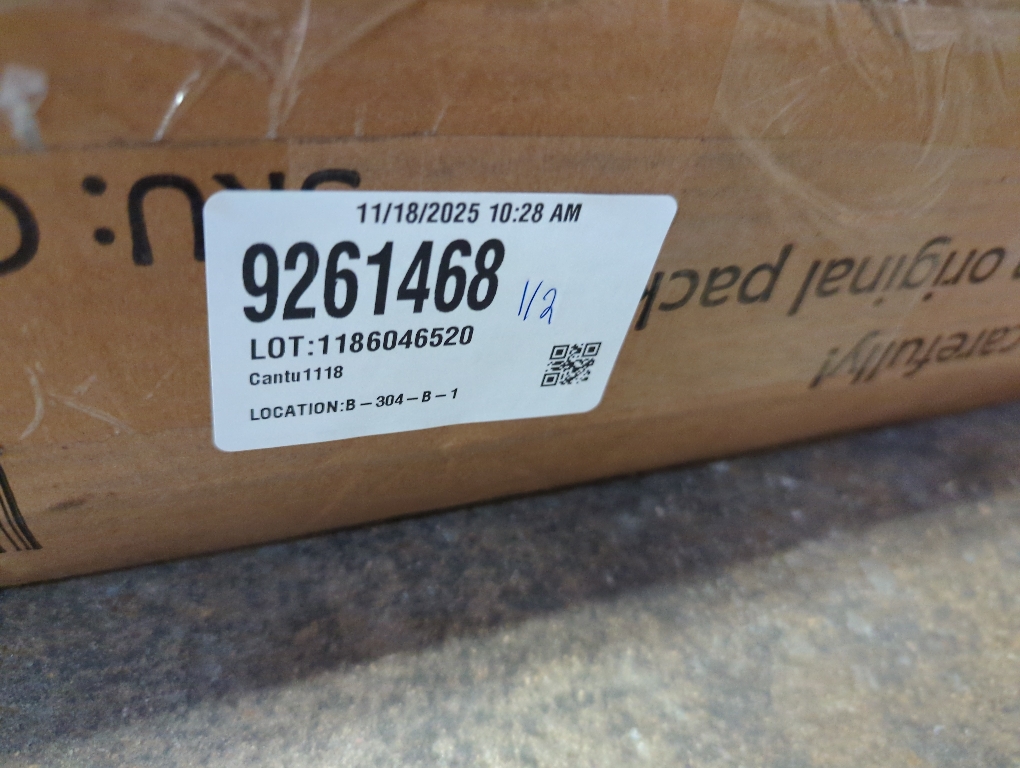 11/18/2025 10:28 AM
9261468
1/2
LOT:1186046520
Cantu1118
LOCATION:B-304-B-1
SKU:
original pack
carefully!